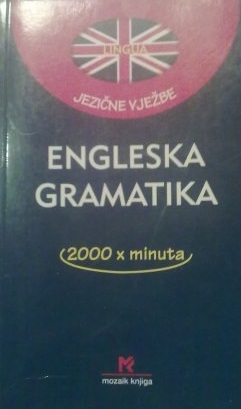 LINGUA
JEZIČNE VJEŽBE
ENGLESKA
GRAMATIKA
2000 x minuta
mozaik knjiga